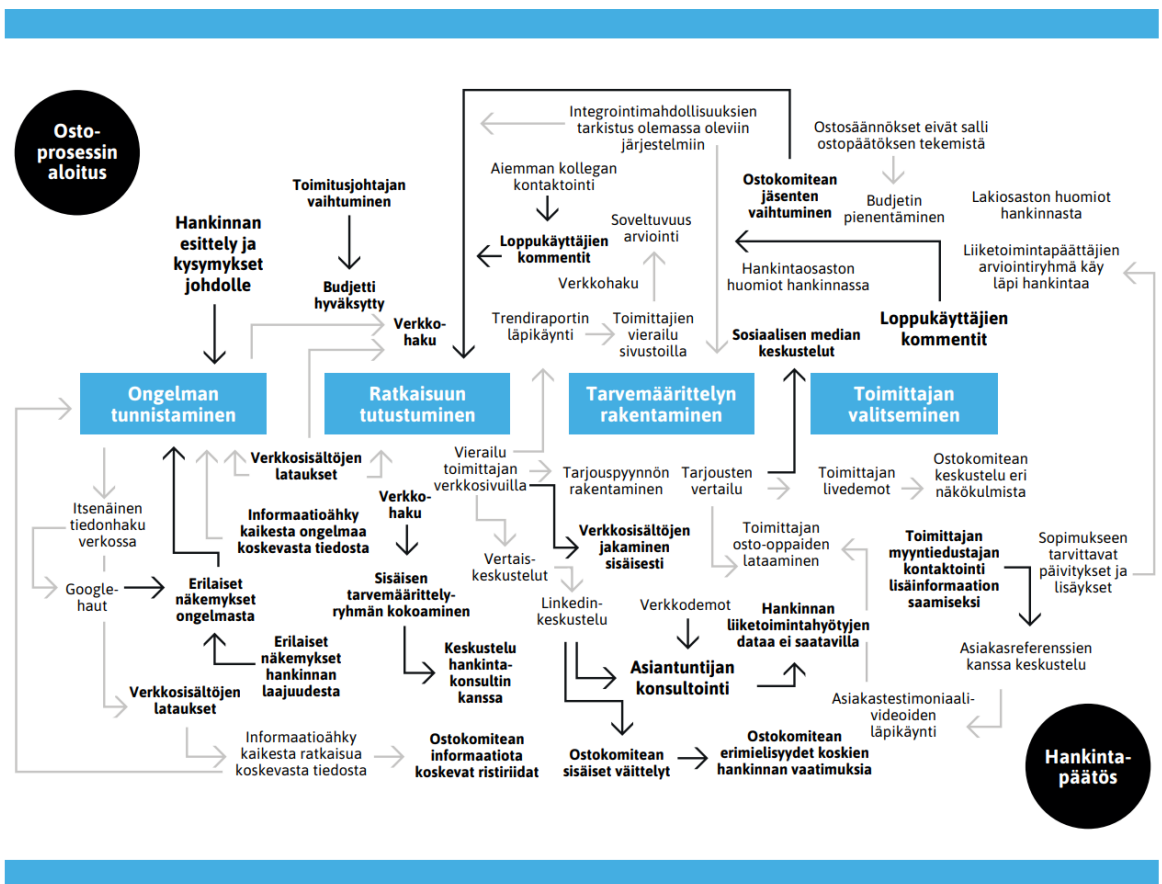 Osto-
prosessin
aloitus
Hankinnan
esittely ja
kysymykset
johdolle
Toimitusjohtajan
vaihtuminen
Budjetti
hyväksytty
Verkko-
haku
Integrointimahdollisuuksien
tarkistus olemassa oleviin
järjestelmiin
Aiemman kollegan
kontaktointi
Loppukäyttäjien
kommentit
Soveltuvuus
arviointi
Verkkohaku
Trendiraportin
läpikäynti
Toimittajien
vierailu
sivustoilla
Ostokomitean
jäsenten
vaihtuminen
Ostosäännökset eivät salli
ostopäätöksen tekemistä
Budjetin
pienentäminen
Lakiosaston huomiot
hankinnasta
Liiketoimintapäättäjien
arviointiryhmä käy
läpi hankintaa
Hankintaosaston
huomiot hankinnassa
Loppukäyttäjien
kommentit
Sosiaalisen median
keskustelut
Ongelman
tunnistaminen
Ratkaisuun
tutustuminen
Tarvemäärittelyn
rakentaminen
Toimittajan
valitseminen
Verkkosisältöjen
lataukset
Vierailu
toimittajan
verkkosivuilla
Tarjouspyynnön
rakentaminen
Tarjousten
vertailu
Toimittajan
livedemot
Ostokomitean
keskustelu eri
näkökulmista
Itsenäinen
tiedonhaku
verkossa
Informaatioähky
kaikesta ongelmaa
koskevasta tiedosta
Verkko-
haku
Verkkosisältöjen
jakaminen
sisäisesti
Toimittajan
osto-oppaiden
lataaminen
Toimittajan
myyntiedustajan
kontaktointi
lisäinformaation
saamiseksi
Sopimukseen
tarvittavat
päivitykset ja
lisäykset
Google-
haut
Erilaiset
näkemykset
ongelmasta
Sisäisen
tarvemäärittely-
ryhmän kokoaminen
Vertais-
keskustelut
Linkedin-
keskustelu
Verkkodemot
Hankinnan
liiketoimintahyötyjen
dataa ei saatavilla
Erilaiset
näkemykset
hankinnan
laajuudesta
Keskustelu
hankinta-
konsultin
kanssa
Asiantuntijan
konsultointi
Asiakasreferenssien
kanssa keskustelu
Verkkosisältöjen
lataukset
Asiakastestimoniaali-
videoiden
läpikäynti
Informaatioähky
kaikesta ratkaisua
koskevasta tiedosta
Ostokomitean
informaatiota
koskevat ristiriidat
Ostokomitean
sisäiset väittelyt
Ostokomitean
erimielisyydet koskien
hankinnan vaatimuksia
Hankinta-
päätös